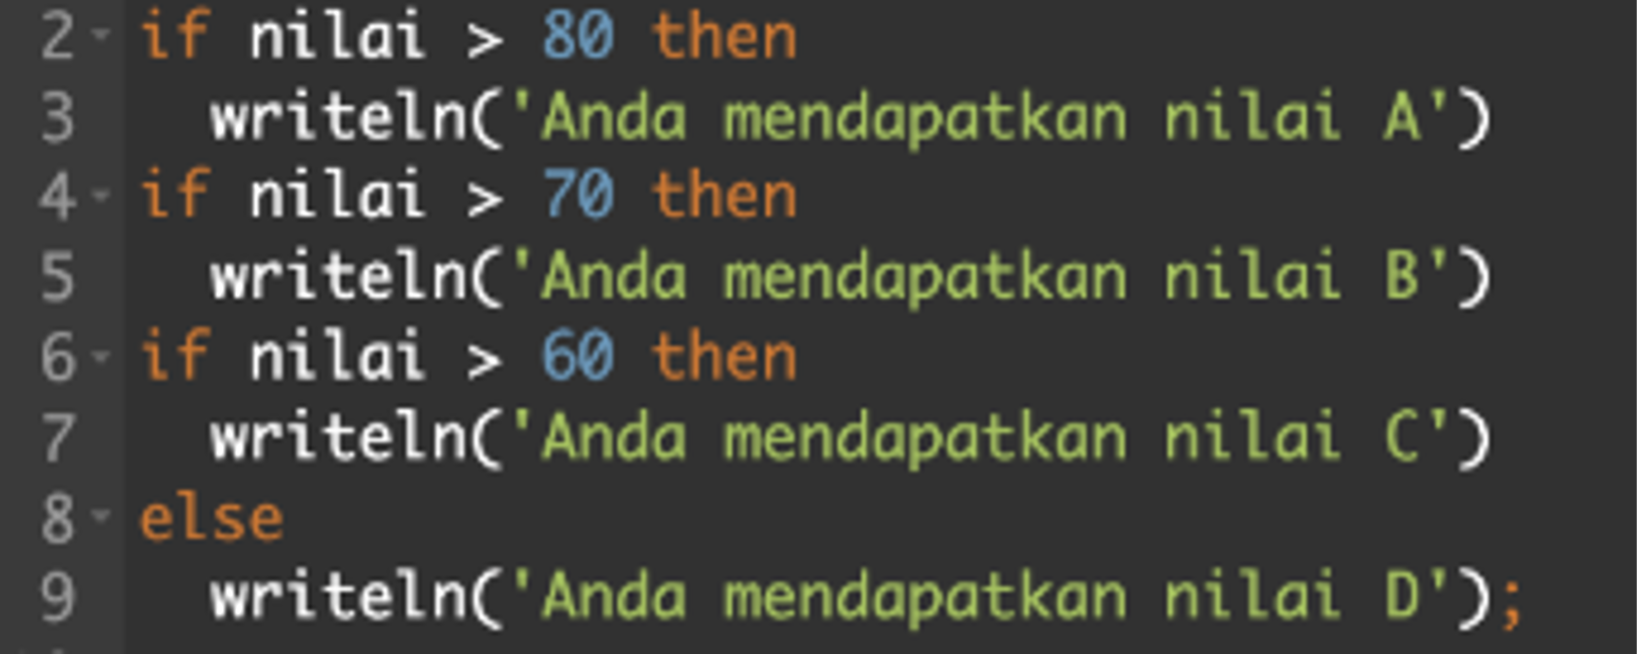 2 if nilai > 80 then
3 writeln('Anda mendapatkan nilai A')
4 if nilai > 70 then
5 writeln('Anda mendapatkan nilai B')
6 if nilai > 60 then
7 writeln('Anda mendapatkan nilai C')
8 else
9 writeln('Anda mendapatkan nilai D');